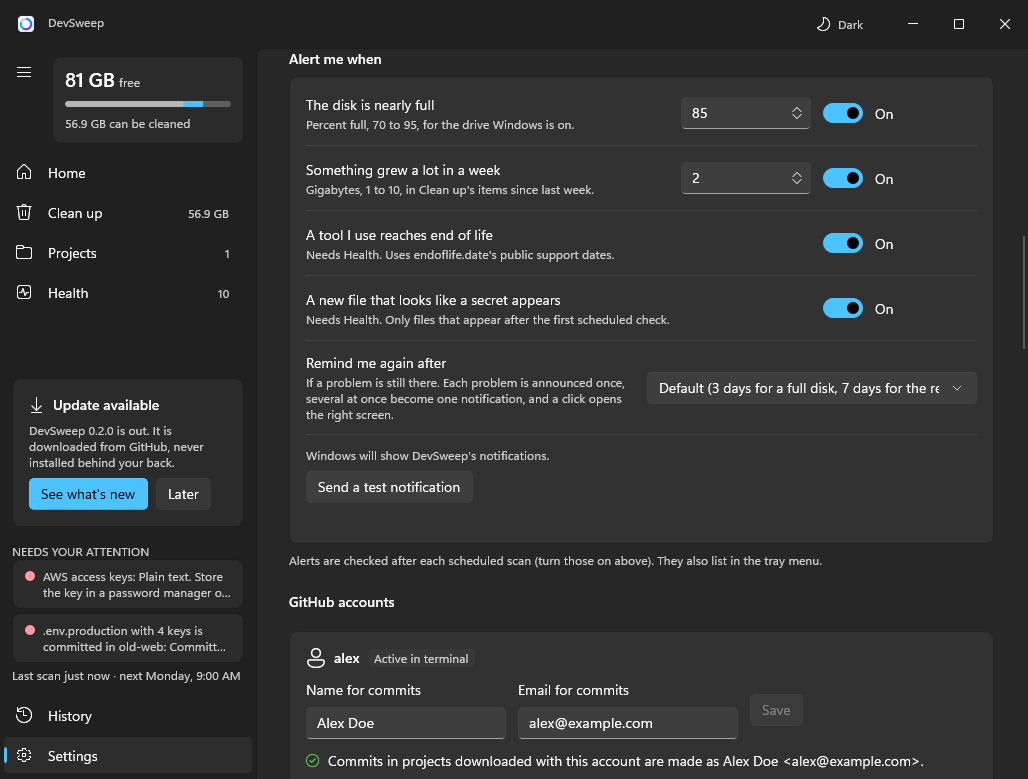 DevSweep
Dark
81 GB free
56.9 GB can be cleaned
Home
Clean up 56.9 GB
Projects 1
Health 10
Update available
DevSweep 0.2.0 is out. It is
downloaded from GitHub, never
installed behind your back.
See what's new
Later
NEEDS YOUR ATTENTION
AWS access keys: Plain text. Store
the key in a password manager o...
.env.production with 4 keys is
committed in old-web: Committ...
Last scan just now · next Monday, 9:00 AM
History
Settings
Alert me when
The disk is nearly full
Percent full, 70 to 95, for the drive Windows is on.
85
On
Something grew a lot in a week
Gigabytes, 1 to 10, in Clean up's items since last week.
2
On
A tool I use reaches end of life
Needs Health. Uses endoflife.date's public support dates.
On
A new file that looks like a secret appears
Needs Health. Only files that appear after the first scheduled check.
On
Remind me again after
If a problem is still there. Each problem is announced once,
several at once become one notification, and a click opens
the right screen.
Default (3 days for a full disk, 7 days for the re
Windows will show DevSweep's notifications.
Send a test notification
Alerts are checked after each scheduled scan (turn those on above). They also list in the tray menu.
GitHub accounts
alex Active in terminal
Name for commits
Alex Doe
Email for commits
alex@example.com
Save
Commits in projects downloaded with this account are made as Alex Doe <alex@example.com>.